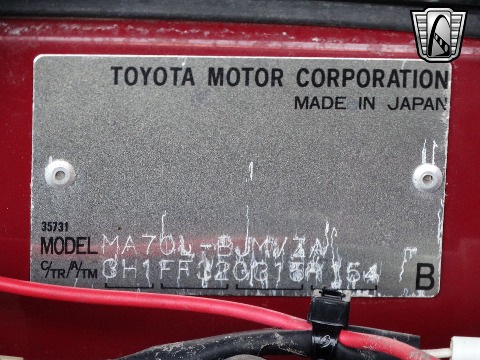 TOYOTA MOTOR CORPORATION
MADE IN JAPAN
35731
MODEL MA70L-BJMVZA
C/TR/A/TM
B